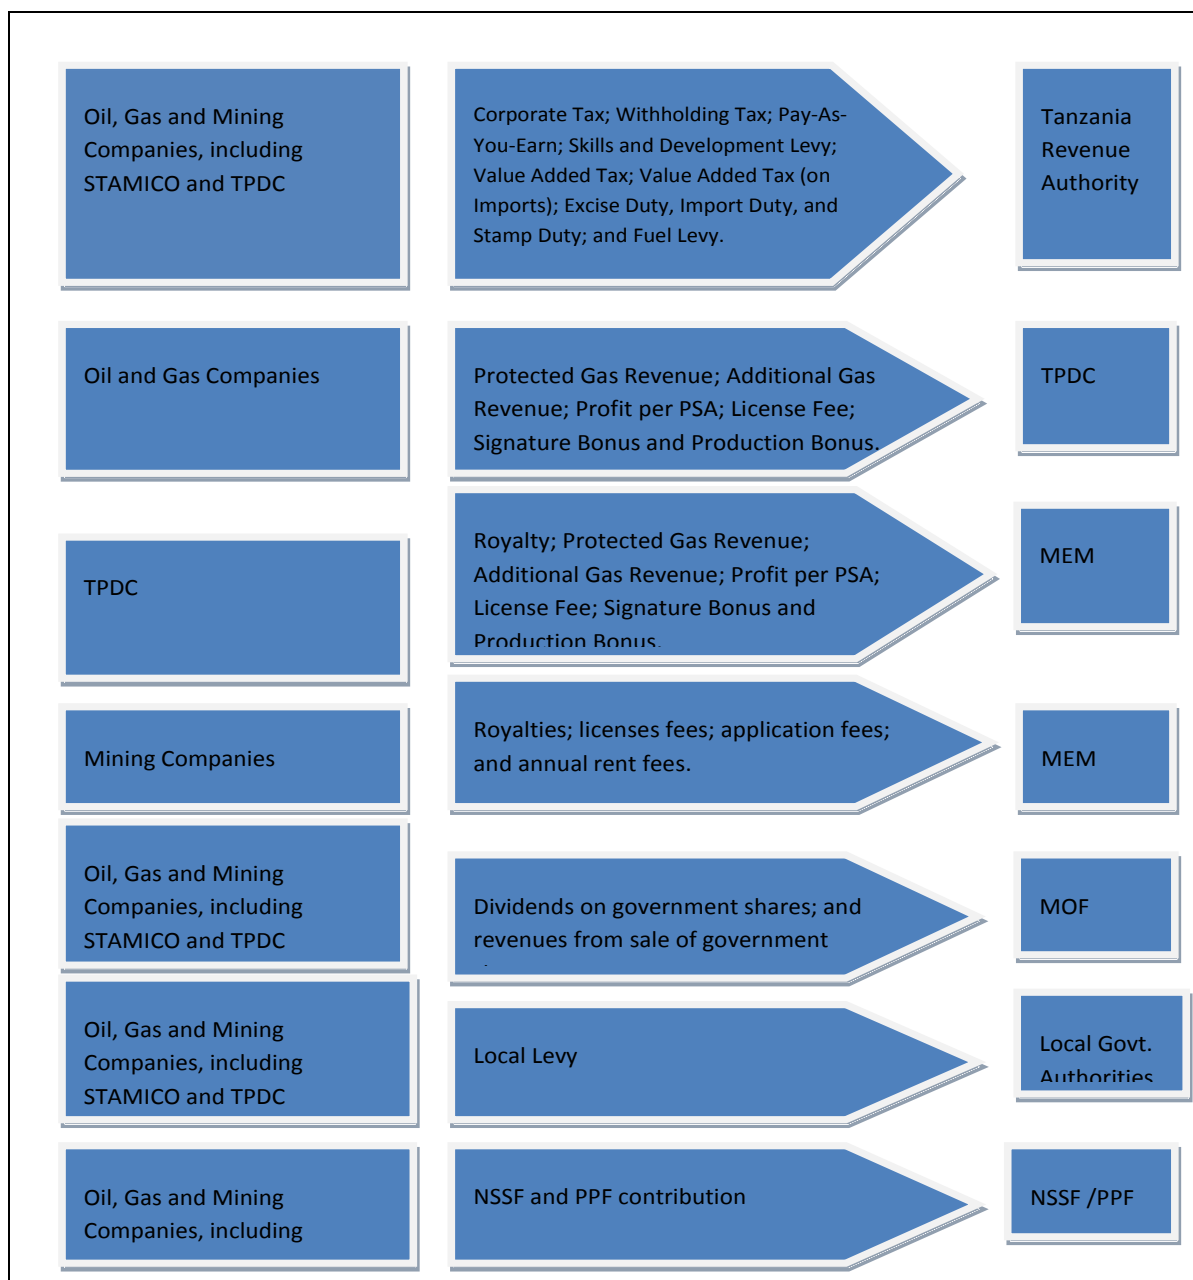 Oil, Gas and Mining
Companies, including
STAMICO and TPDC
Corporate Tax; Withholding Tax; Pay-As-
You-Earn; Skills and Development Levy;
Value Added Tax; Value Added Tax (on
Imports); Excise Duty, Import Duty, and
Stamp Duty; and Fuel Levy.
Tanzania
Revenue
Authority
Oil and Gas Companies
Protected Gas Revenue; Additional Gas
Revenue; Profit per PSA; License Fee;
Signature Bonus and Production Bonus.
TPDC
TPDC
Royalty; Protected Gas Revenue;
Additional Gas Revenue; Profit per PSA;
License Fee; Signature Bonus and
Production Bonus.
MEM
Mining Companies
Royalties; licenses fees; application fees;
and annual rent fees.
MEM
Oil, Gas and Mining
Companies, including
STAMICO and TPDC
Dividends on government shares; and
revenues from sale of government
MOF
Oil, Gas and Mining
Companies, including
STAMICO and TPDC
Local Levy
Local Govt.
Authorities
Oil, Gas and Mining
Companies, including
NSSF and PPF contribution
NSSF /PPF